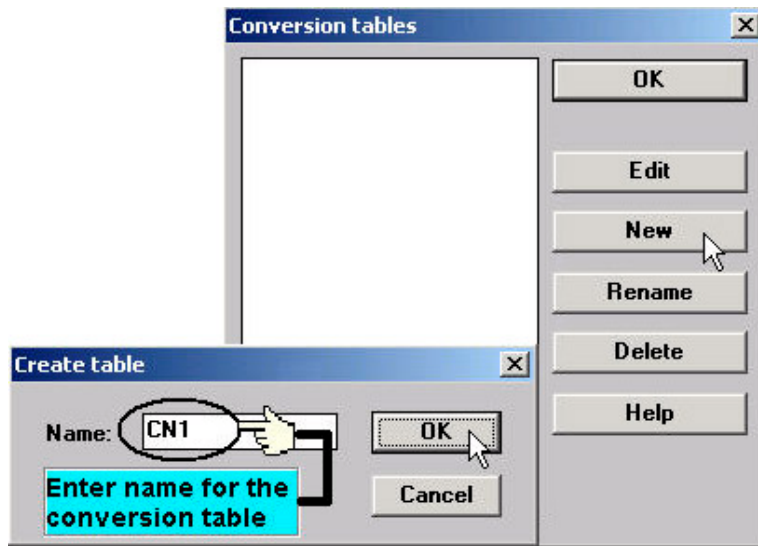 Conversion tables
OK
Edit
New
Rename
Delete
Help
Create table
Name: CN1
OK
Cancel
Enter name for the
conversion table